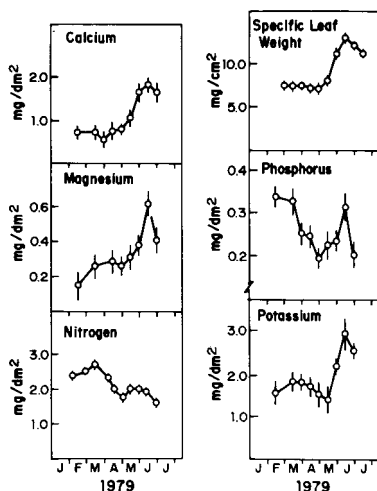 Calcium
mg/dm2
2.0
1.0
Magnesium
mg/dm2
0.6
0.4
0.2
Nitrogen
mg/dm2
3.0
2.0
1.0
J F M A M J J
1979
Specific Leaf
Weight
mg/cm2
10.0
5.0
Phosphorus
mg/dm2
0.4
0.3
0.2
Potassium
mg/dm2
3.0
2.0
1.0
J F M A M J J
1979